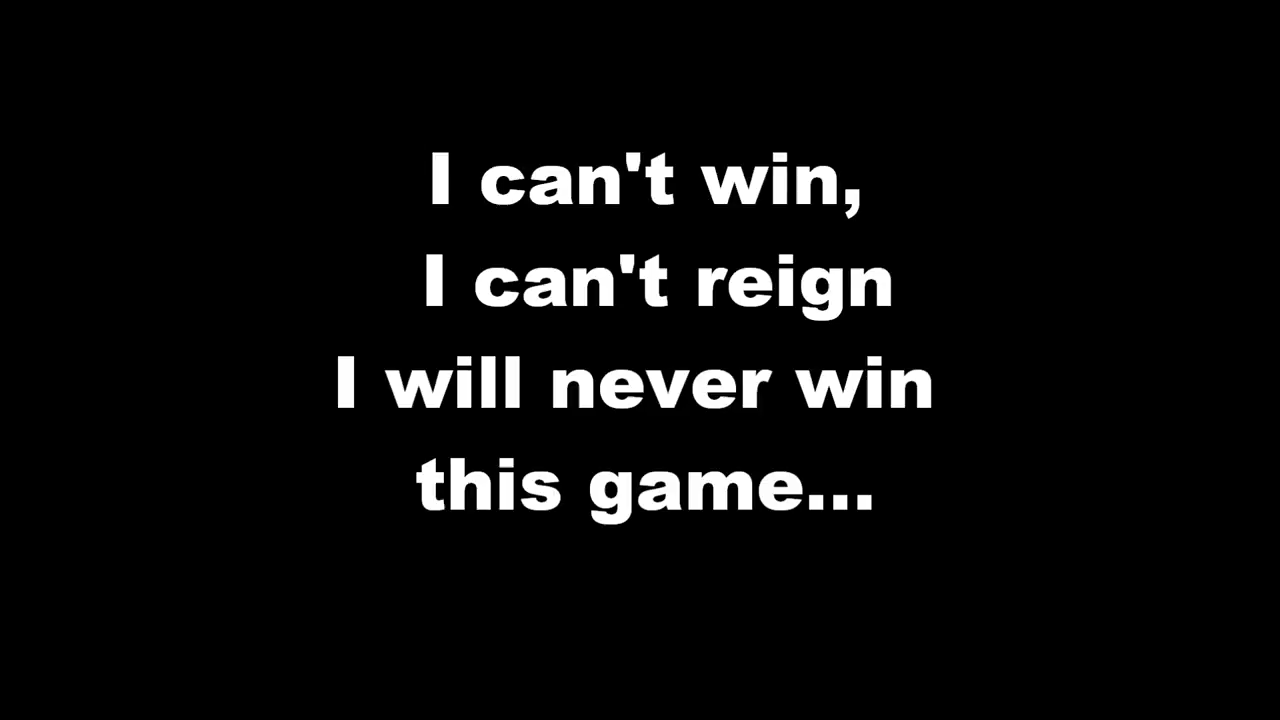 I can't win,
I can't reign
I will never win
this game...